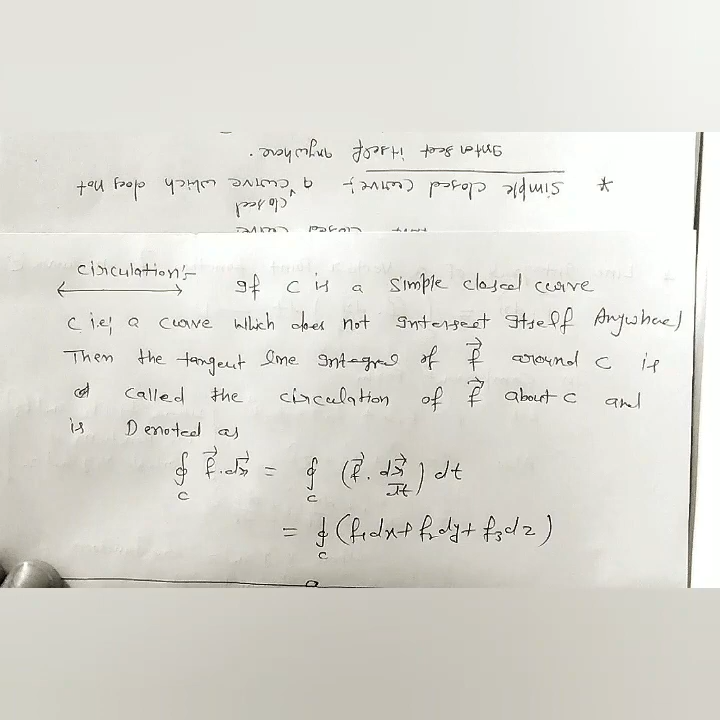 * Simple closed curve :- a closed curve which does not
intersect itself anywhere.
circulation :- If C is a simple closed curve
C i.e; a curve which does not intersect itself Anywhere)
Then the tangent line integral of f⃗ around C is
called the circulation of f⃗ about C and
is Denoted as
∮_C f⃗.dr⃗ = ∮_C (f⃗. dr⃗/dt) dt
= ∮_C (f₁dx + f₂dy + f₃dz)